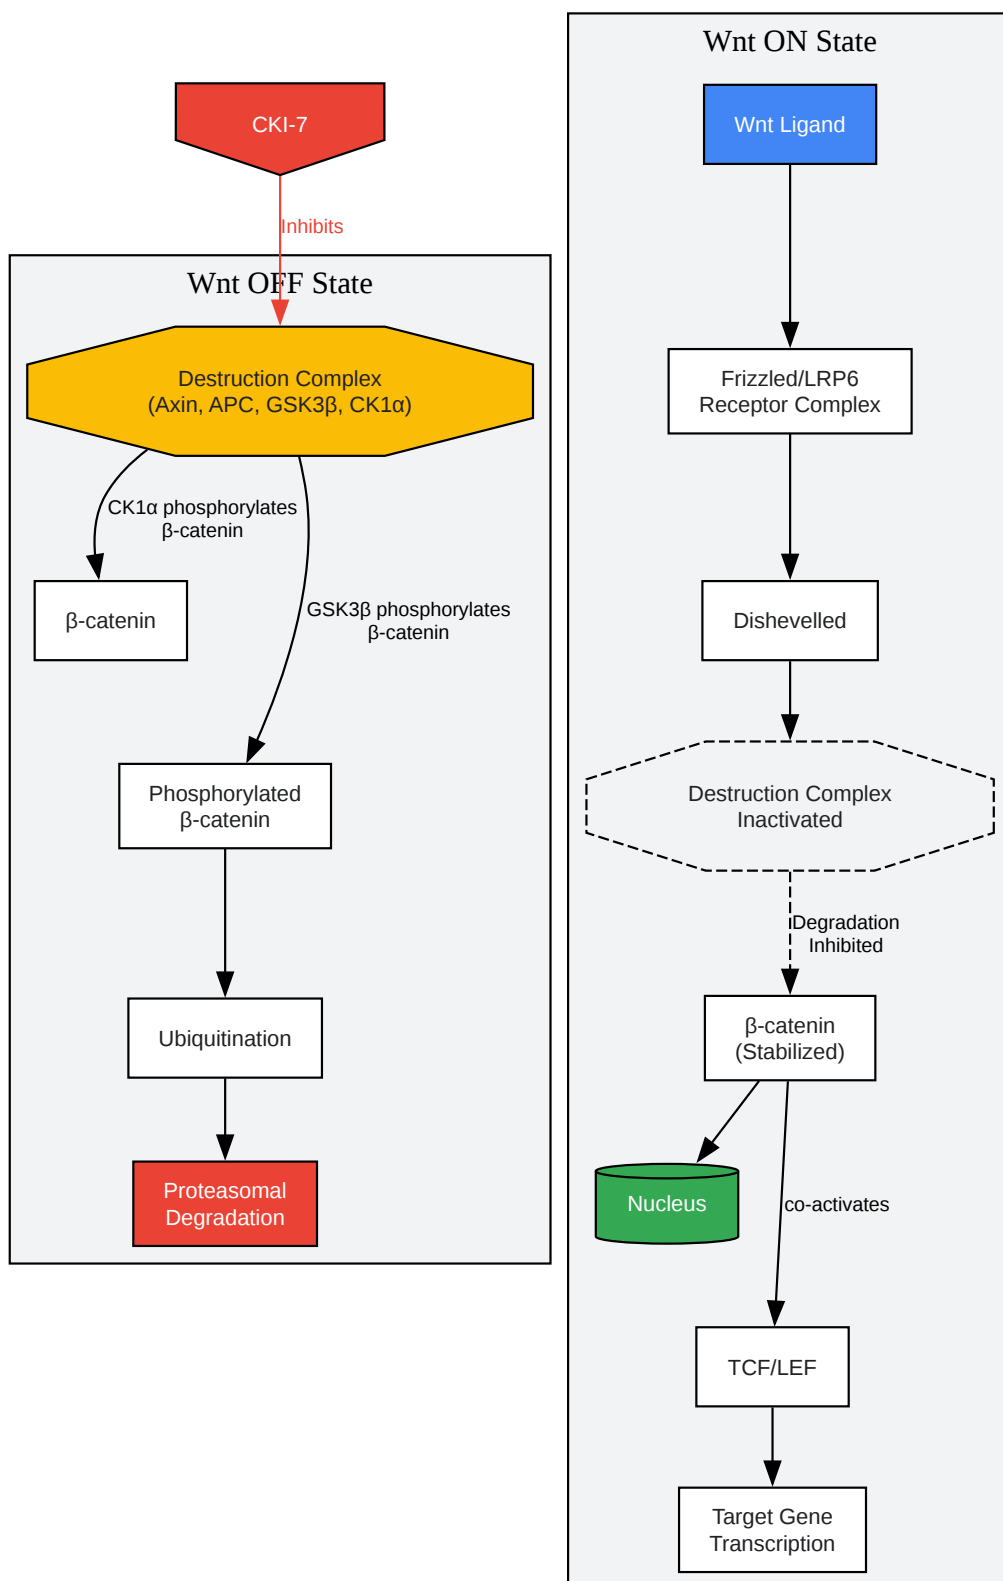 CKI-7
Inhibits
Wnt OFF State
Destruction Complex
(Axin, APC, GSK3β, CK1α)
CK1α phosphorylates
β-catenin
β-catenin
GSK3β phosphorylates
β-catenin
Phosphorylated
β-catenin
Ubiquitination
Proteasomal
Degradation
Wnt ON State
Wnt Ligand
Frizzled/LRP6
Receptor Complex
Dishevelled
Destruction Complex
Inactivated
Degradation
Inhibited
β-catenin
(Stabilized)
Nucleus
co-activates
TCF/LEF
Target Gene
Transcription